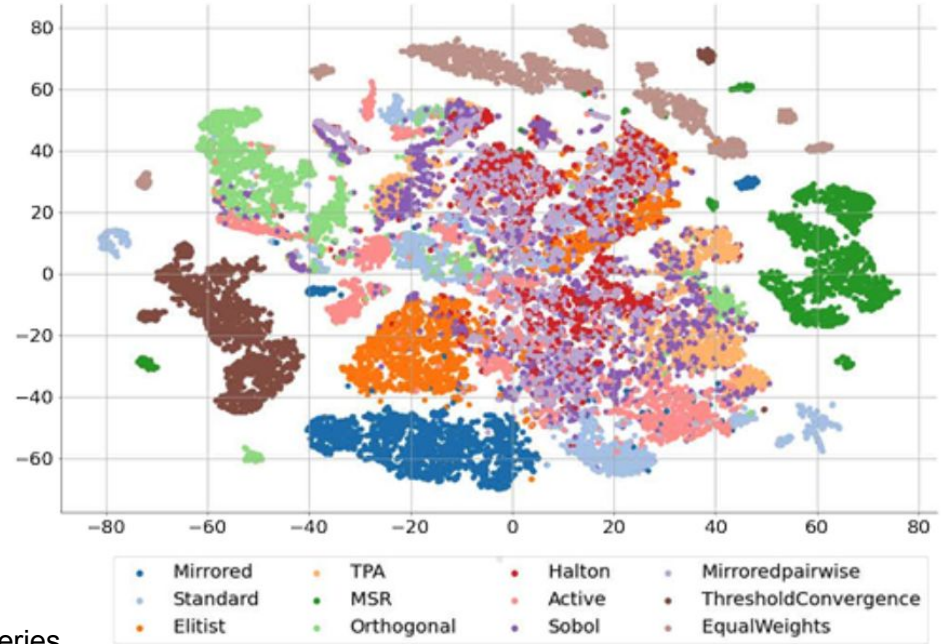 80
60
40
20
0
−20
−40
−60
−80 −60 −40 −20 0 20 40 60 80
Mirrored TPA Halton Mirroredpairwise
Standard MSR Active ThresholdConvergence
Elitist Orthogonal Sobol EqualWeights
eries